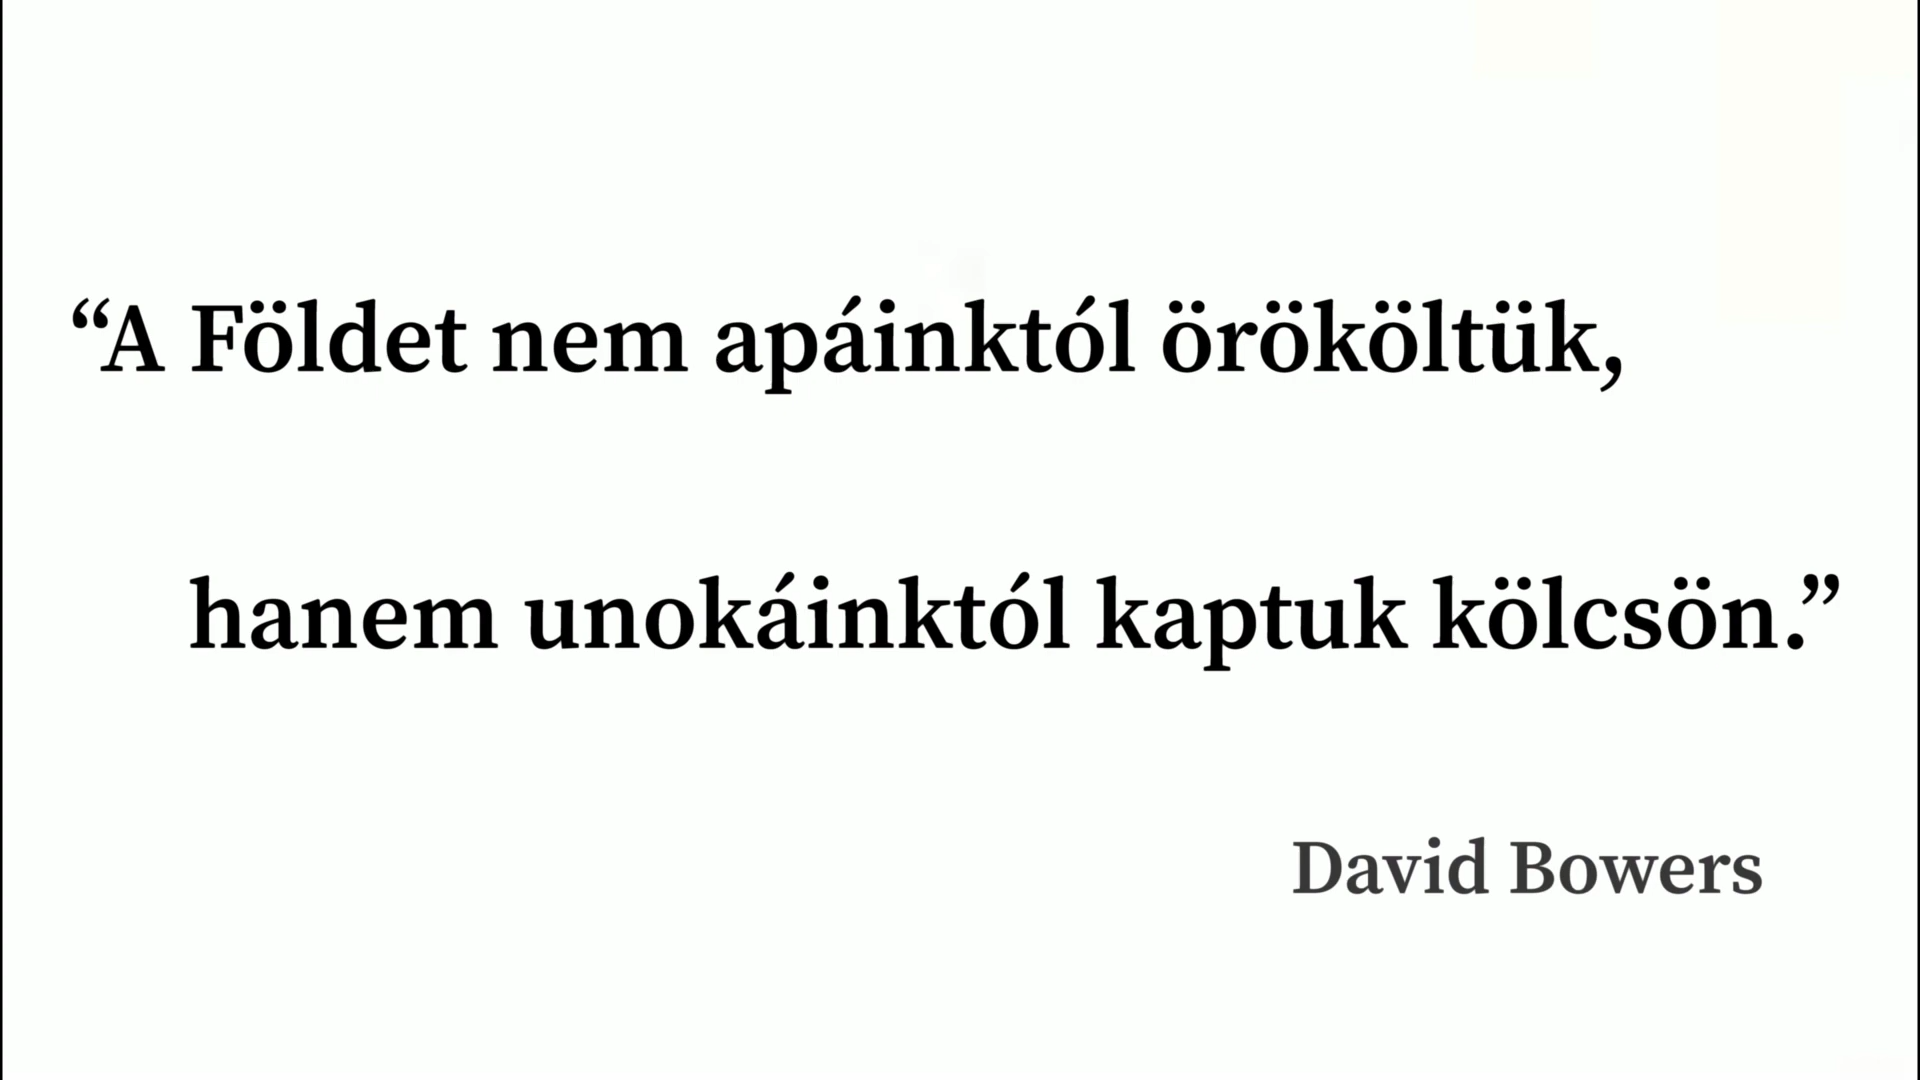 “A Földet nem apáinktól örököltük,
hanem unokáinktól kaptuk kölcsön.”
David Bowers